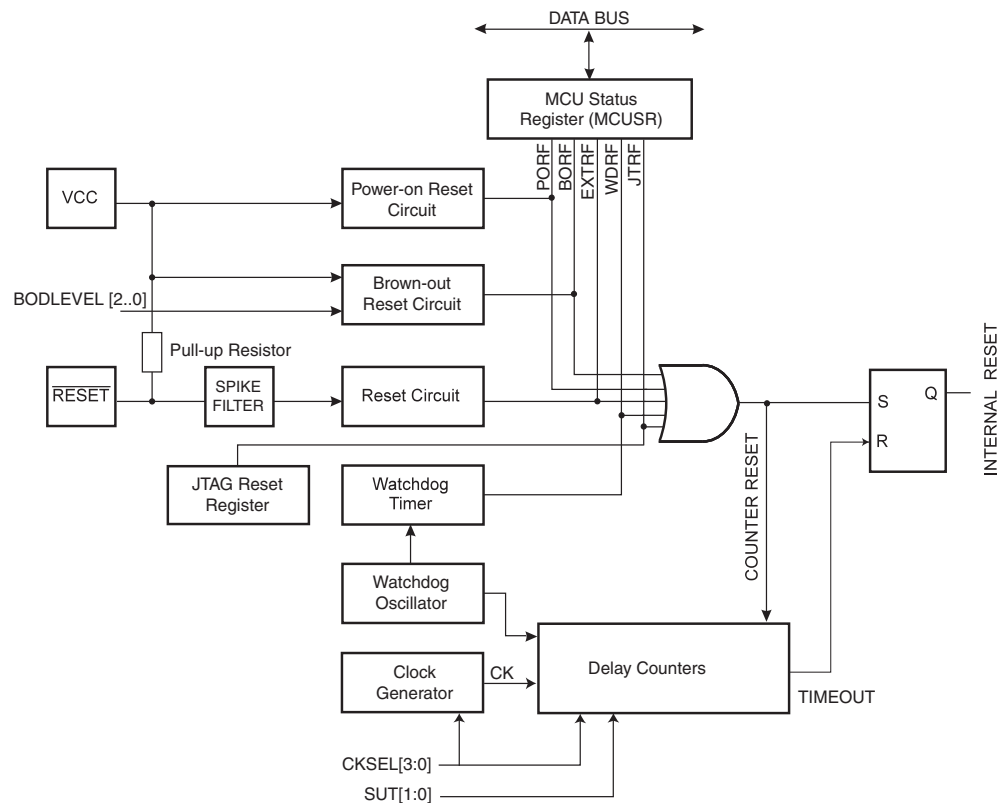 DATA BUS
MCU Status
Register (MCUSR)
PORF
BORF
EXTRF
WDRF
JTRF
VCC
Power-on Reset
Circuit
BODLEVEL [2..0]
Brown-out
Reset Circuit
Pull-up Resistor
RESET
SPIKE
FILTER
Reset Circuit
S
Q
R
INTERNAL RESET
JTAG Reset
Register
Watchdog
Timer
COUNTER RESET
Watchdog
Oscillator
Clock
Generator
CK
Delay Counters
TIMEOUT
CKSEL[3:0]
SUT[1:0]